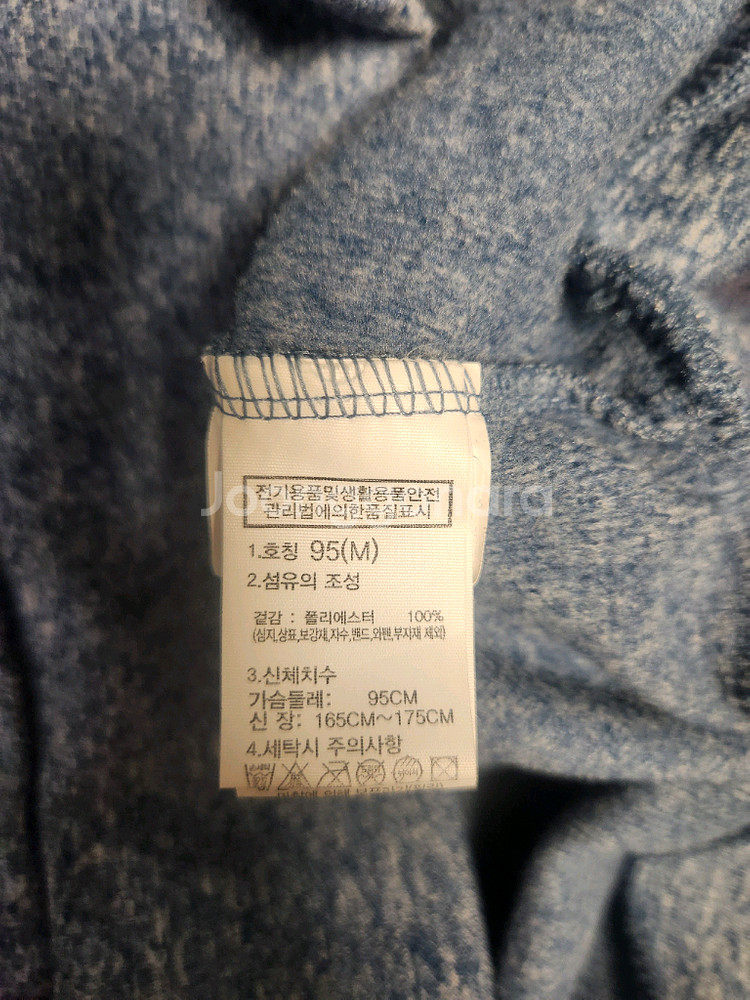 전기용품및생활용품안전
관리법에의한품질표시
1.호칭 95(M)
2.섬유의 조성
겉감 : 폴리에스터 100%
(심지,상표,보강재,자수,밴드,와펜,부자재 제외)
3.신체치수
가슴둘레: 95CM
신 장: 165CM~175CM
4.세탁시 주의사항